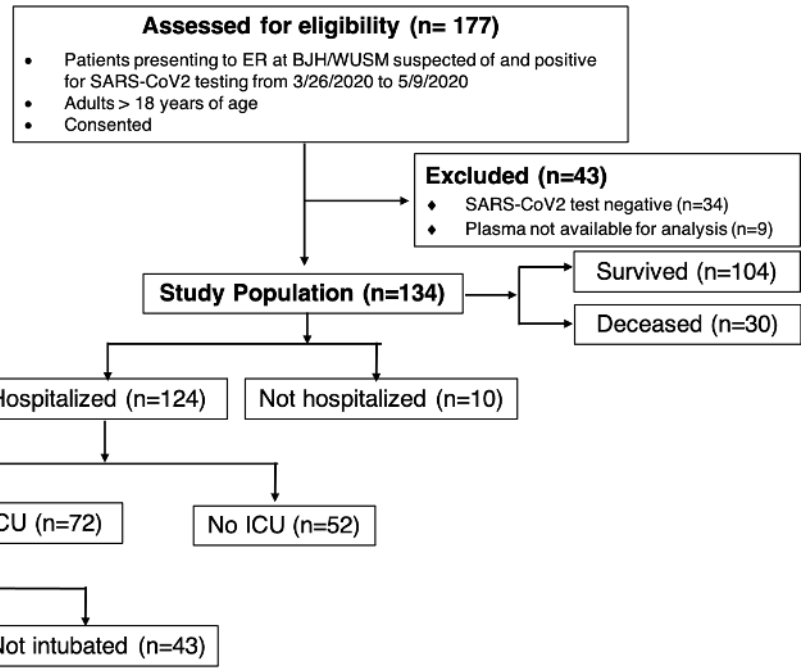 Assessed for eligibility (n= 177)
• Patients presenting to ER at BJH/WUSM suspected of and positive
for SARS-CoV2 testing from 3/26/2020 to 5/9/2020
• Adults > 18 years of age
• Consented
Excluded (n=43)
♦ SARS-CoV2 test negative (n=34)
♦ Plasma not available for analysis (n=9)
Study Population (n=134)
Survived (n=104)
Deceased (n=30)
Hospitalized (n=124)
Not hospitalized (n=10)
CU (n=72)
No ICU (n=52)
Not intubated (n=43)